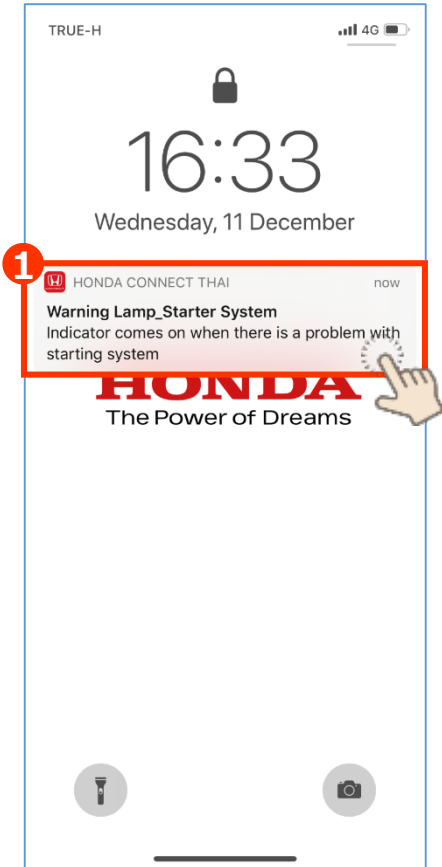 TRUE-H 4G
16:33
Wednesday, 11 December
1
HONDA CONNECT THAI now
Warning Lamp_Starter System
Indicator comes on when there is a problem with
starting system
HONDA
The Power of Dreams